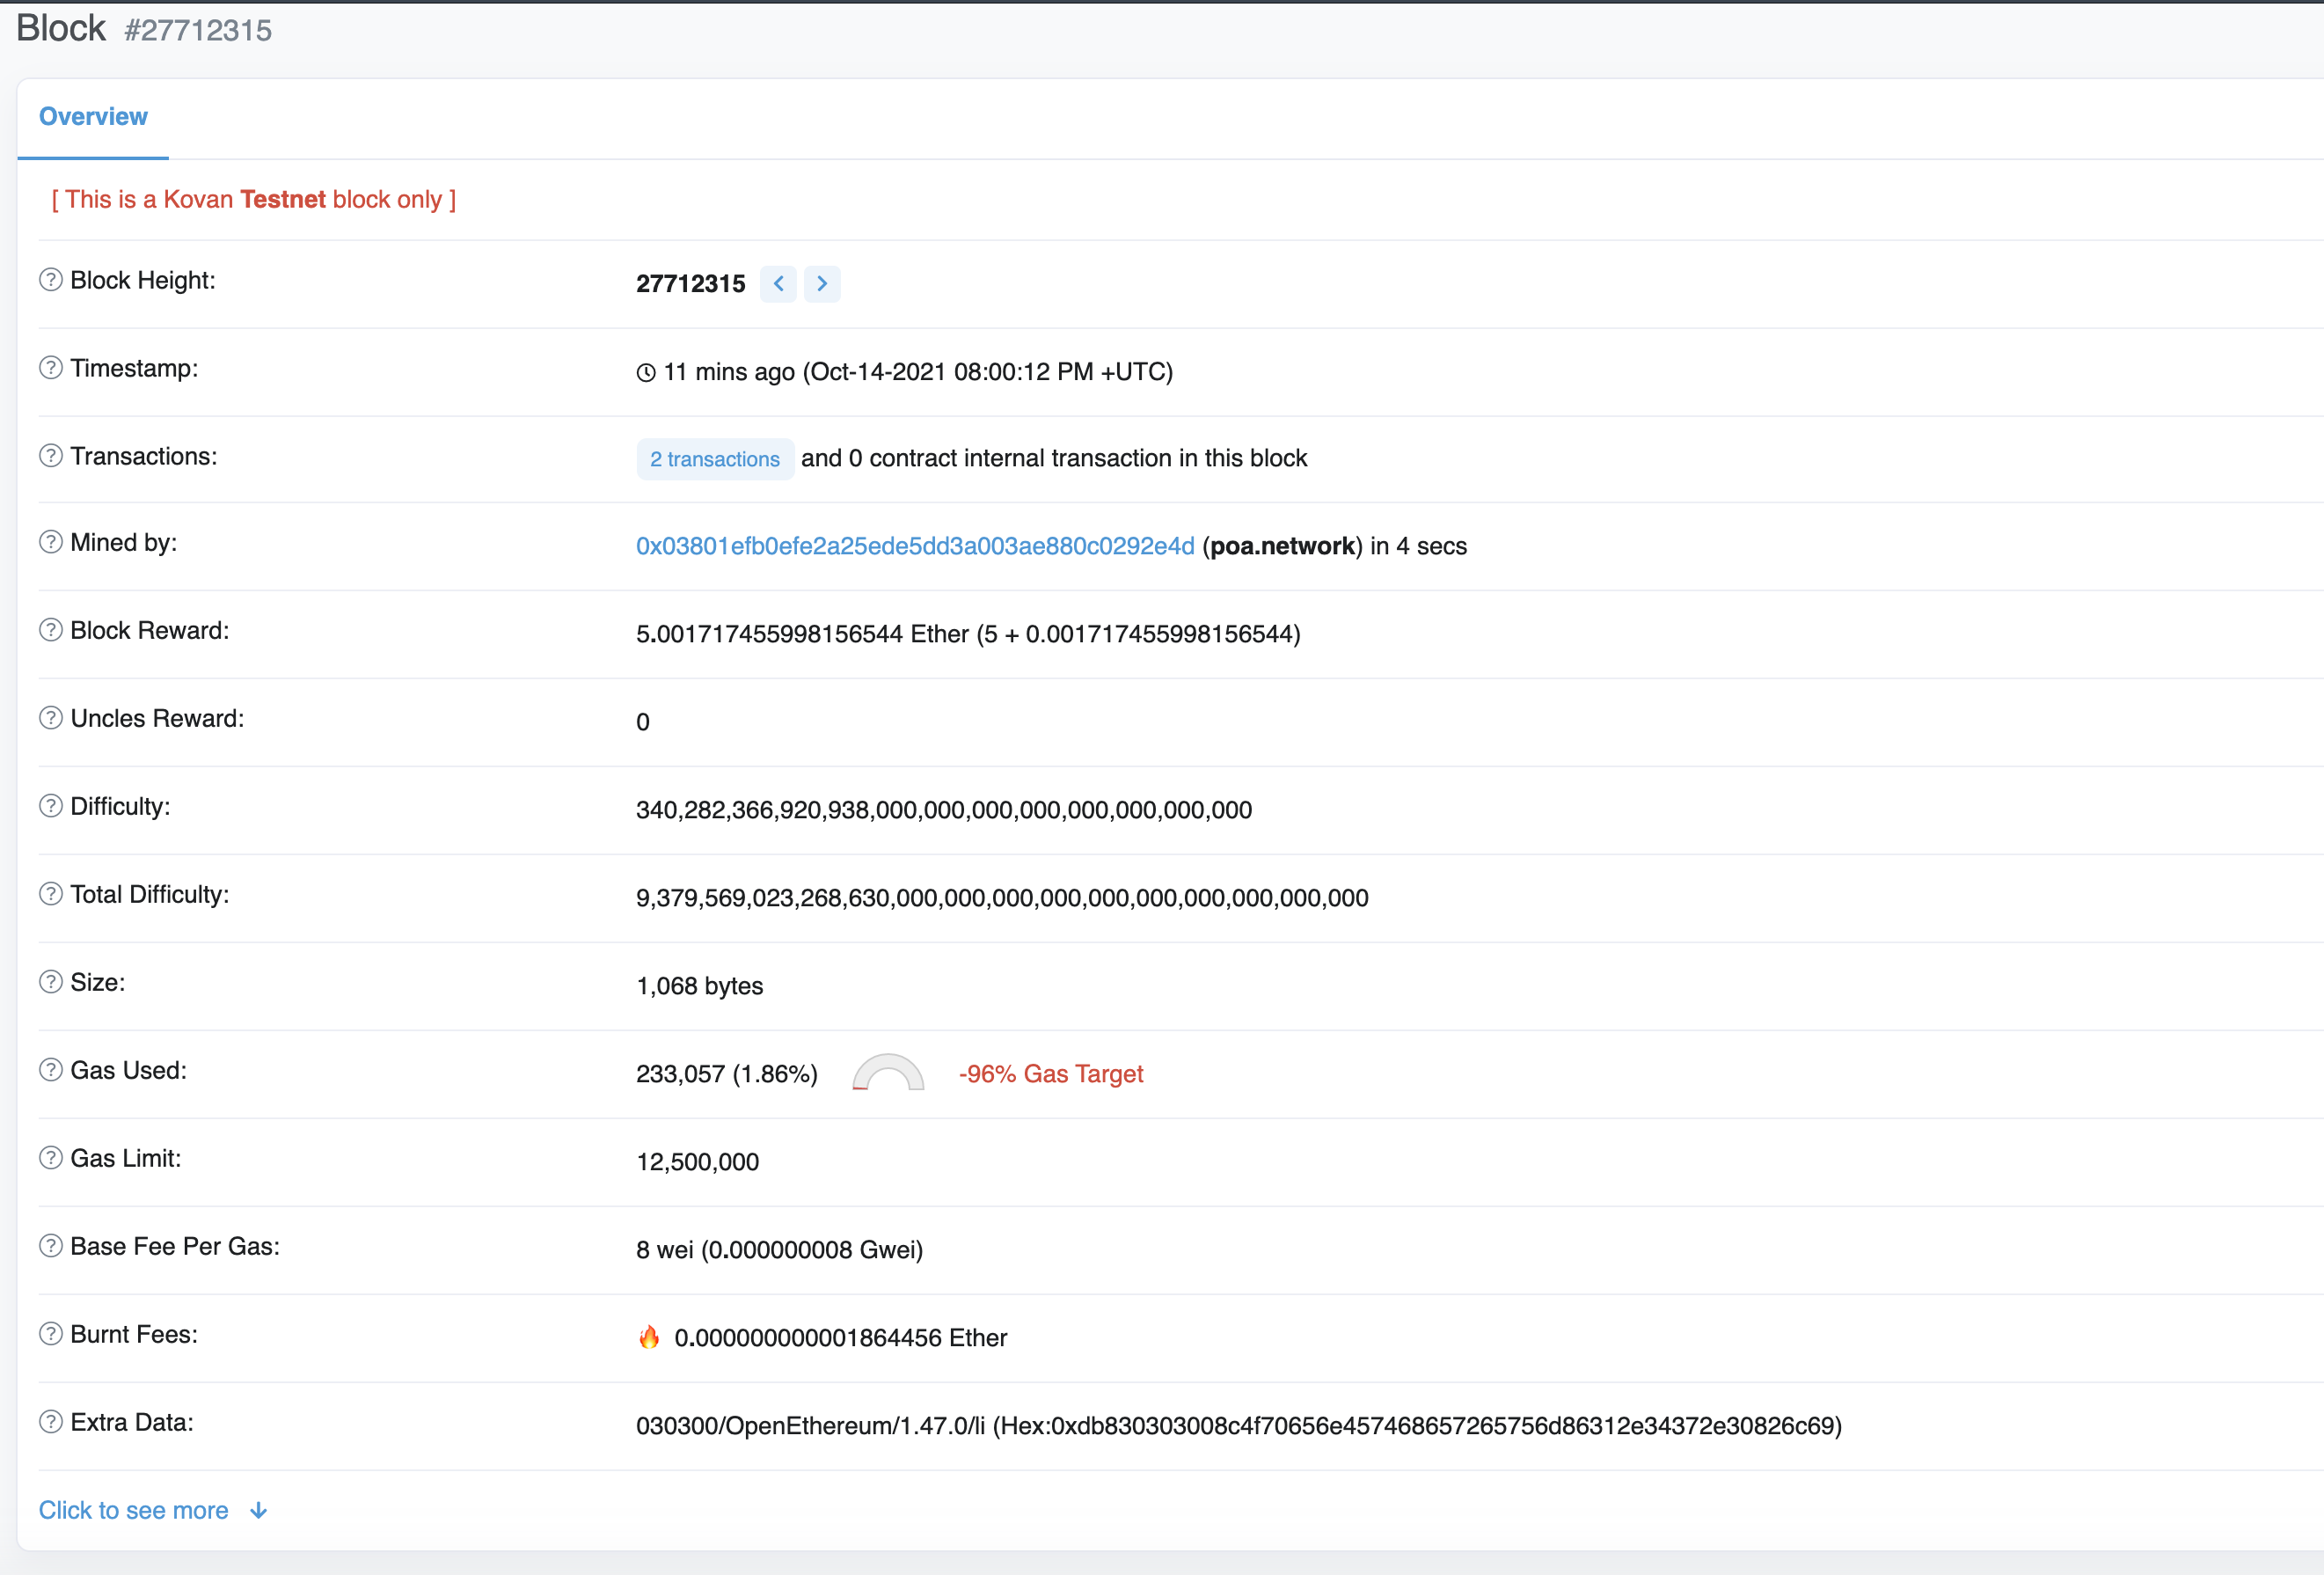 Block #27712315
Overview
[ This is a Kovan Testnet block only ]
Block Height: 27712315
Timestamp: 11 mins ago (Oct-14-2021 08:00:12 PM +UTC)
Transactions: 2 transactions and 0 contract internal transaction in this block
Mined by: 0x03801efb0efe2a25ede5dd3a003ae880c0292e4d (poa.network) in 4 secs
Block Reward: 5.001717455998156544 Ether (5 + 0.001717455998156544)
Uncles Reward: 0
Difficulty: 340,282,366,920,938,000,000,000,000,000,000,000,000
Total Difficulty: 9,379,569,023,268,630,000,000,000,000,000,000,000,000,000,000
Size: 1,068 bytes
Gas Used: 233,057 (1.86%) -96% Gas Target
Gas Limit: 12,500,000
Base Fee Per Gas: 8 wei (0.000000008 Gwei)
Burnt Fees: 🔥 0.000000000001864456 Ether
Extra Data: 030300/OpenEthereum/1.47.0/li (Hex:0xdb830303008c4f70656e457468657265756d86312e34372e30826c69)
Click to see more